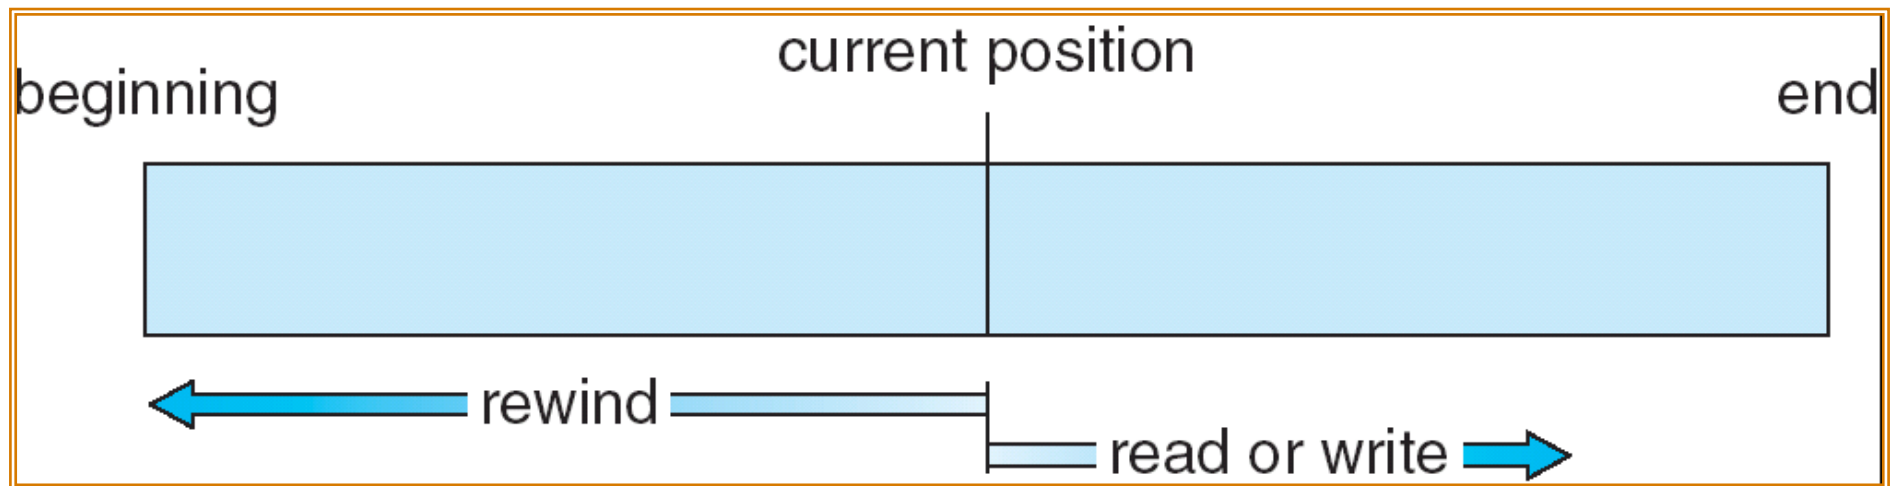 current position
beginning
end
rewind
read or write